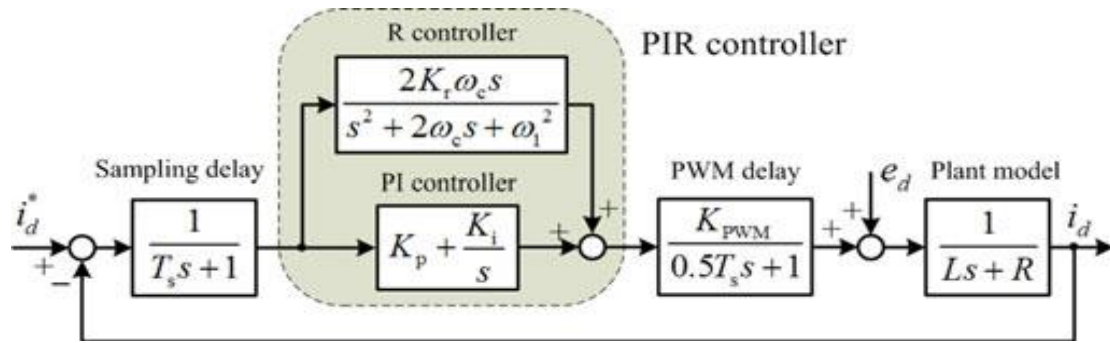 R controller
PIR controller
2K_r ω_c s
s² + 2ω_c s + ω_1²
Sampling delay
PI controller
PWM delay
e_d
Plant model
i_d^*
1
T_s s + 1
K_p + K_i
s
K_PWM
0.5T_s s + 1
1
Ls + R
i_d
+
−
+
+
+
+